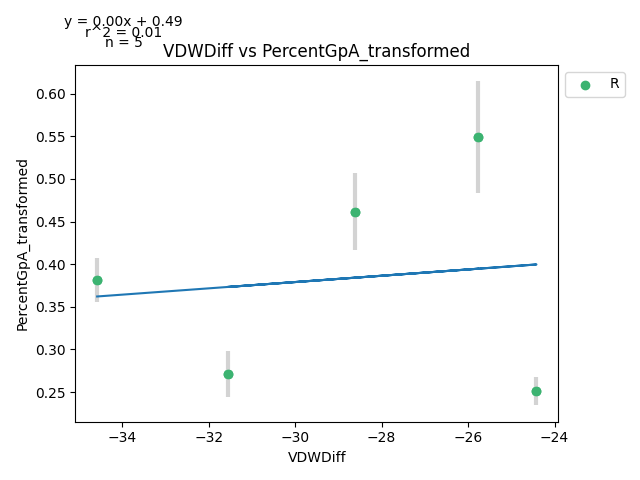 y = 0.00x + 0.49
r^2 = 0.01
n = 5
VDWDiff vs PercentGpA_transformed
R
PercentGpA_transformed
0.60
0.55
0.50
0.45
0.40
0.35
0.30
0.25
−34
−32
−30
−28
−26
−24
VDWDiff